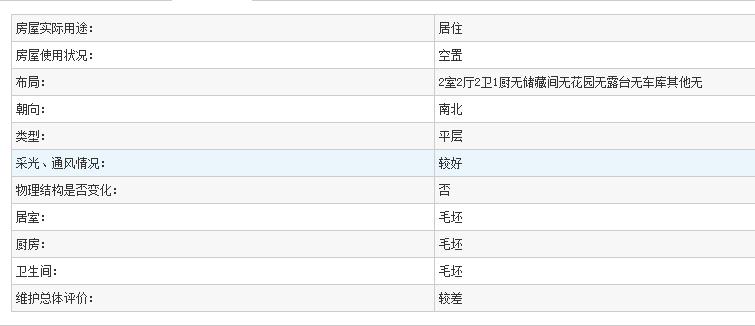 房屋实际用途： 居住
房屋使用状况： 空置
布局： 2室2厅2卫1厨无储藏间无花园无露台无车库其他无
朝向： 南北
类型： 平层
采光、通风情况： 较好
物理结构是否变化： 否
居室： 毛坯
厨房： 毛坯
卫生间： 毛坯
维护总体评价： 较差